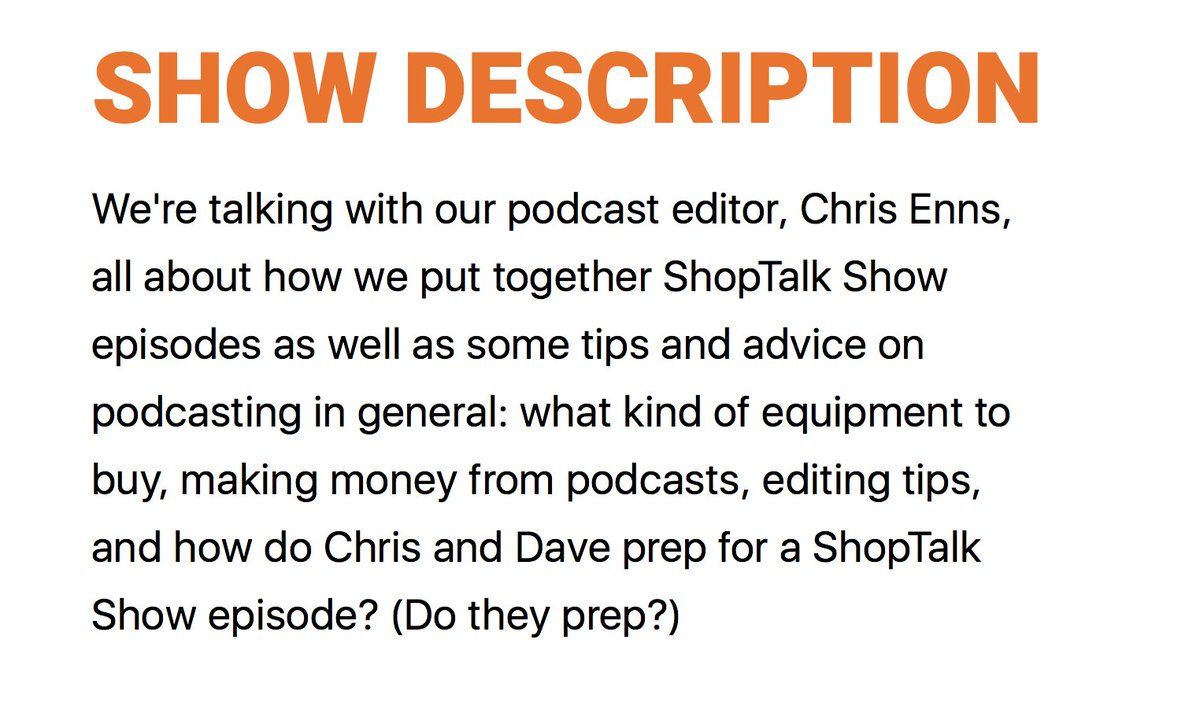 SHOW DESCRIPTION
We're talking with our podcast editor, Chris Enns,
all about how we put together ShopTalk Show
episodes as well as some tips and advice on
podcasting in general: what kind of equipment to
buy, making money from podcasts, editing tips,
and how do Chris and Dave prep for a ShopTalk
Show episode? (Do they prep?)